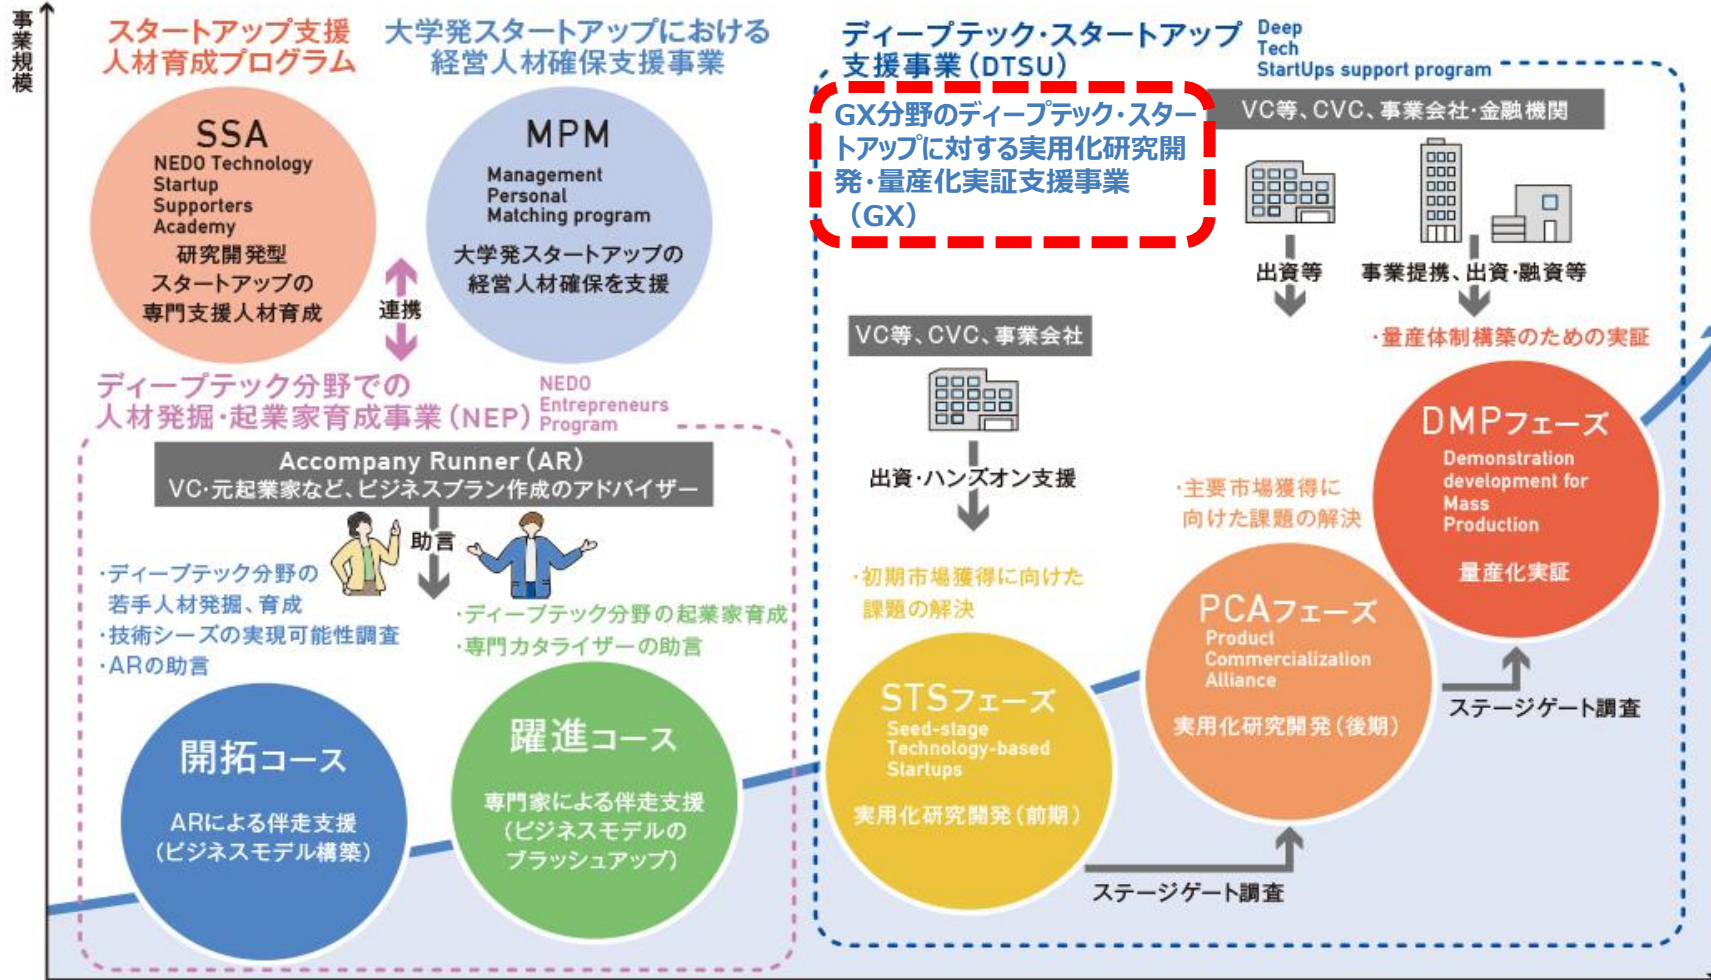 事業規模
スタートアップ支援
人材育成プログラム
SSA
NEDO Technology
Startup
Supporters
Academy
研究開発型
スタートアップの
専門支援人材育成
大学発スタートアップにおける
経営人材確保支援事業
MPM
Management
Personal
Matching program
大学発スタートアップの
経営人材確保を支援
連携
ディープテック分野での
人材発掘・起業家育成事業(NEP)
NEDO
Entrepreneurs
Program
Accompany Runner(AR)
VC・元起業家など、ビジネスプラン作成のアドバイザー
助言
・ディープテック分野の
若手人材発掘、育成
・技術シーズの実現可能性調査
・ARの助言
・ディープテック分野の起業家育成
・専門カタライザーの助言
開拓コース
ARによる伴走支援
(ビジネスモデル構築)
躍進コース
専門家による伴走支援
(ビジネスモデルの
ブラッシュアップ)
ディープテック・スタートアップ
支援事業(DTSU)
Deep
Tech
StartUps support program
GX分野のディープテック・スター
トアップに対する実用化研究開
発・量産化実証支援事業
(GX)
VC等、CVC、事業会社・金融機関
出資等
事業提携、出資・融資等
VC等、CVC、事業会社
出資・ハンズオン支援
・初期市場獲得に向けた
課題の解決
STSフェーズ
Seed-stage
Technology-based
Startups
実用化研究開発(前期)
ステージゲート調査
・主要市場獲得に
向けた課題の解決
PCAフェーズ
Product
Commercialization
Alliance
実用化研究開発(後期)
ステージゲート調査
・量産体制構築のための実証
DMPフェーズ
Demonstration
development for
Mass
Production
量産化実証